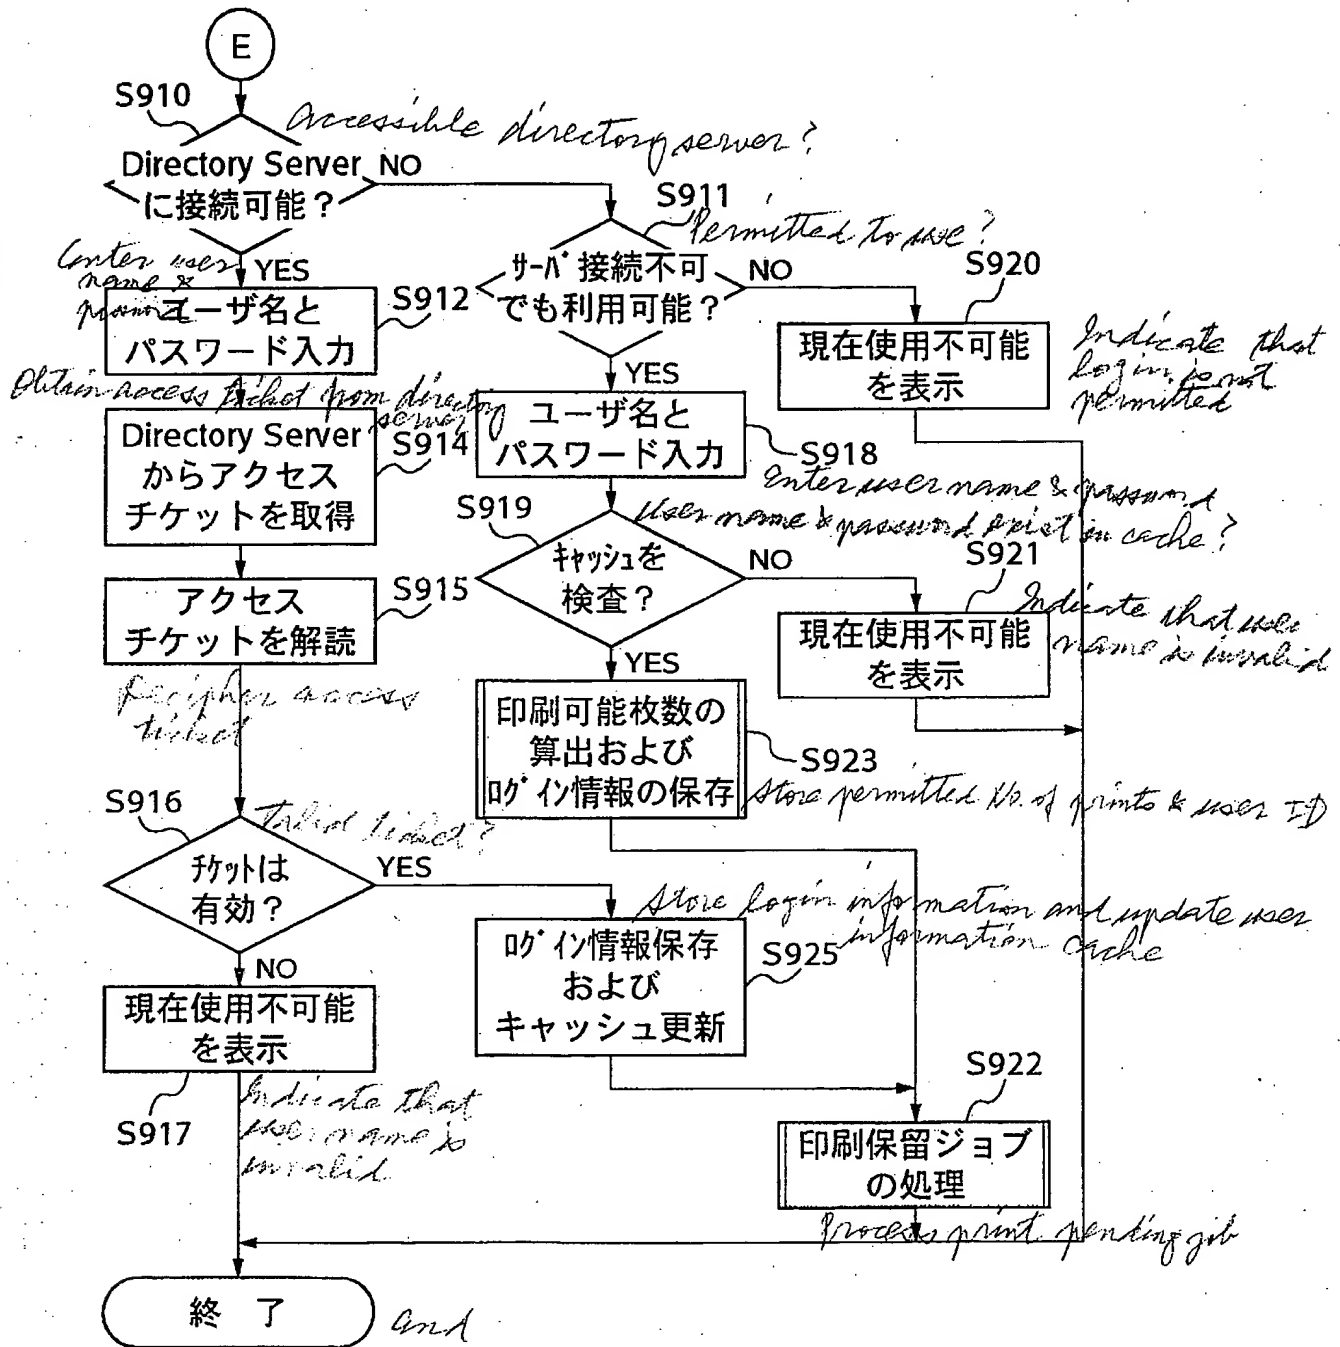 E
S910
Accessible directory server?
Directory Server
に接続可能？
NO
S911
Permitted to use?
Enter user
name &
password
YES
サーバ接続不可
でも利用可能？
NO
S920
S912
ユーザ名と
パスワード入力
現在使用不可能
を表示
Indicate that
login is not
permitted
YES
Obtain access ticket from directory
server
Directory Server
からアクセス
チケットを取得
S914
ユーザ名と
パスワード入力
S918
Enter user name & password
S919
User name & password exist in cache?
キャッシュを
検査？
NO
S921
アクセス
チケットを解読
S915
Indicate that user
name is invalid
現在使用不可能
を表示
YES
Decipher access
ticket
印刷可能枚数の
算出および
ログイン情報の保存
S923
Store permitted No. of prints & user ID
S916
Valid ticket?
チケットは
有効？
YES
Store login information and update user
information cache
ログイン情報保存
および
キャッシュ更新
S925
NO
現在使用不可能
を表示
S917
Indicate that
user name is
invalid
S922
印刷保留ジョブ
の処理
Process print pending job
終 了
end